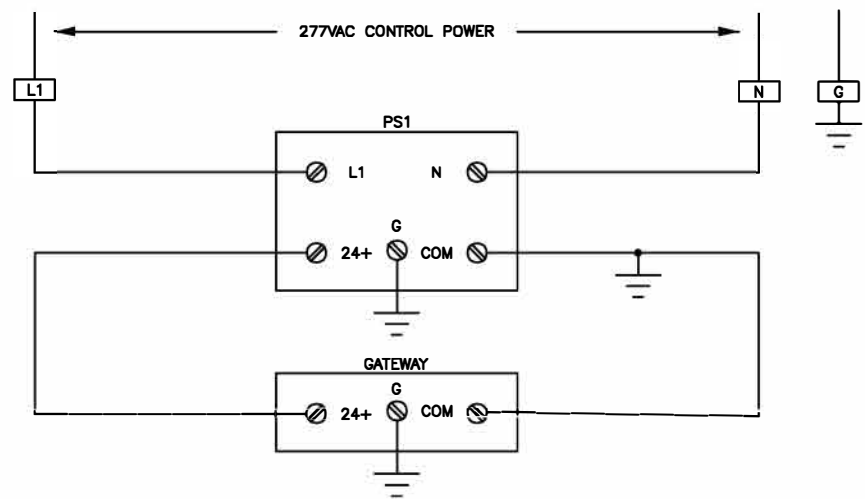 277VAC CONTROL POWER
L1
N
G
PS1
L1 N
G
24+ COM
GATEWAY
G
24+ COM